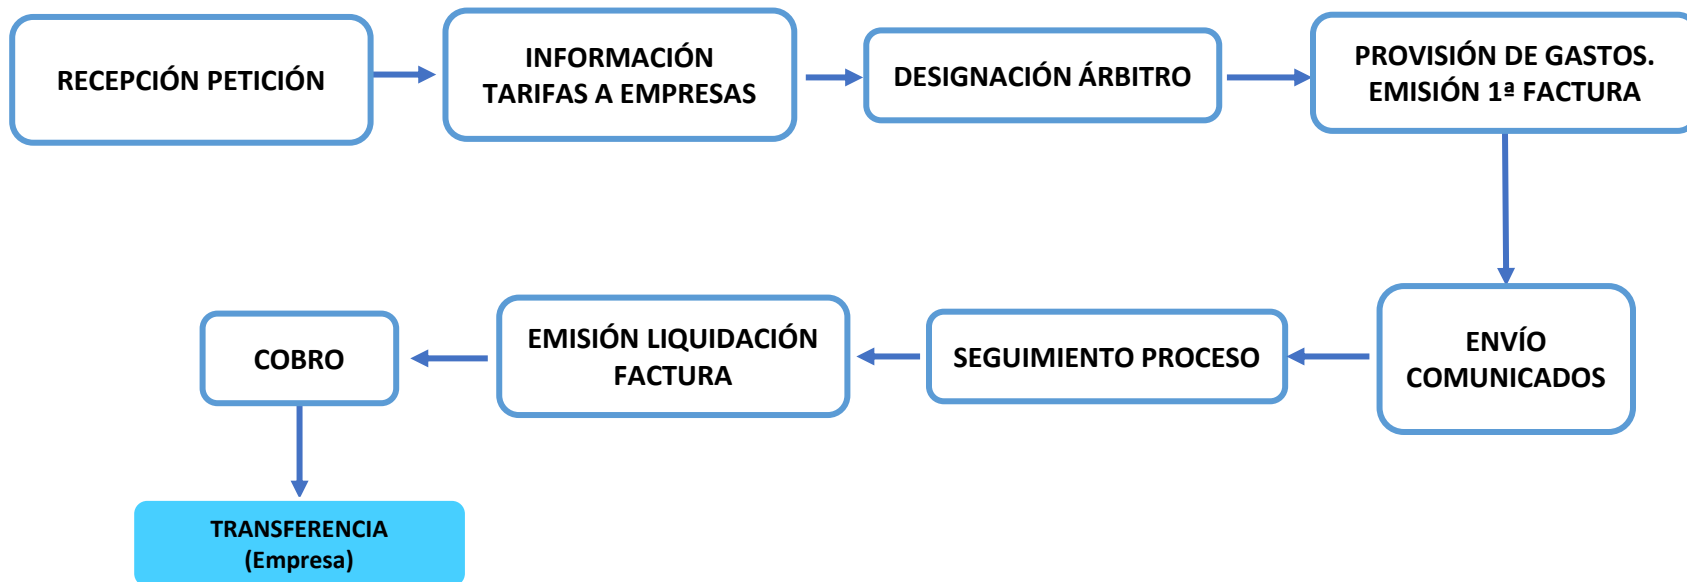 RECEPCIÓN PETICIÓN
INFORMACIÓN
TARIFAS A EMPRESAS
DESIGNACIÓN ÁRBITRO
PROVISIÓN DE GASTOS.
EMISIÓN 1ª FACTURA
ENVÍO
COMUNICADOS
SEGUIMIENTO PROCESO
EMISIÓN LIQUIDACIÓN
FACTURA
COBRO
TRANSFERENCIA
(Empresa)